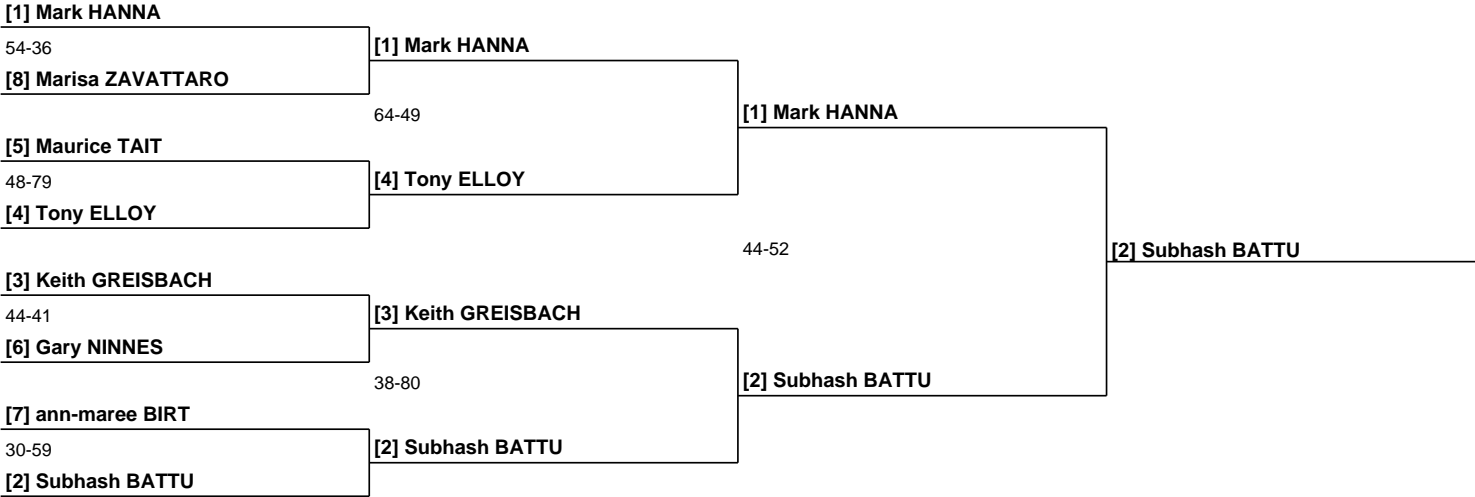 [1] Mark HANNA
54-36
[1] Mark HANNA
[8] Marisa ZAVATTARO
64-49
[1] Mark HANNA
[5] Maurice TAIT
48-79
[4] Tony ELLOY
[4] Tony ELLOY
44-52
[2] Subhash BATTU
[3] Keith GREISBACH
44-41
[3] Keith GREISBACH
[6] Gary NINNES
38-80
[2] Subhash BATTU
[7] ann-maree BIRT
30-59
[2] Subhash BATTU
[2] Subhash BATTU